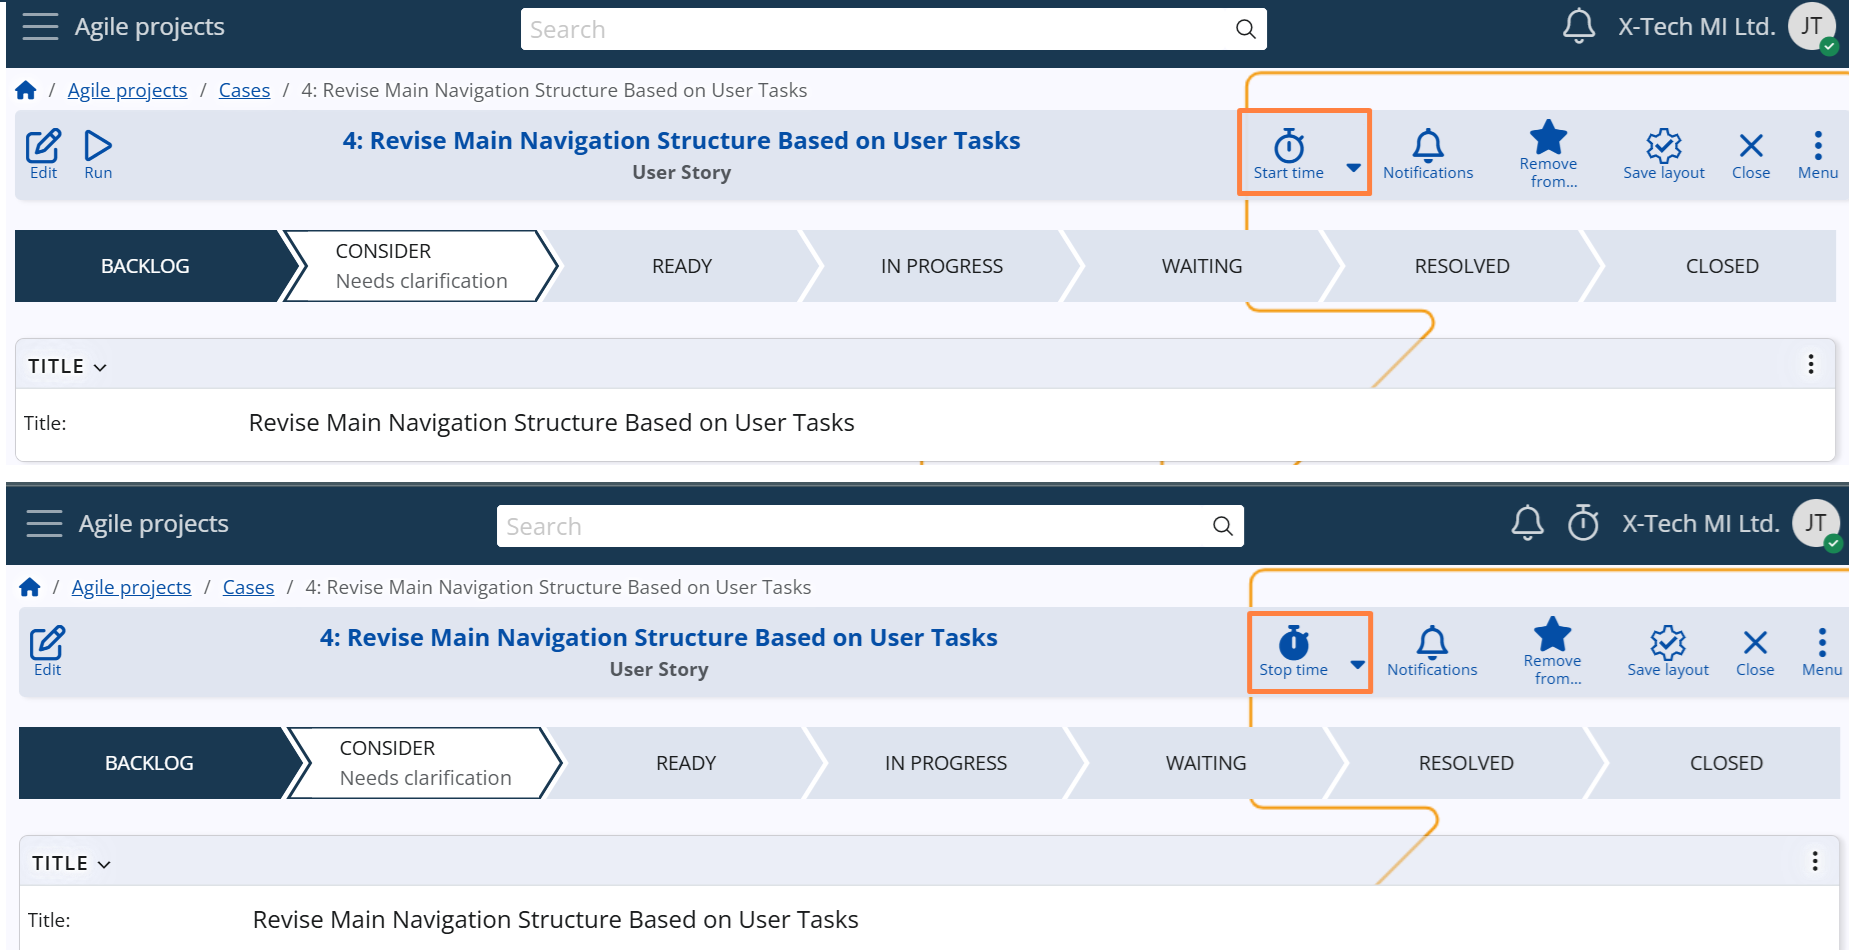 Agile projects
Search
X-Tech MI Ltd.
JT
/ Agile projects / Cases / 4: Revise Main Navigation Structure Based on User Tasks
Edit
Run
4: Revise Main Navigation Structure Based on User Tasks
User Story
Start time
Notifications
Remove
from...
Save layout
Close
Menu
BACKLOG
CONSIDER
Needs clarification
READY
IN PROGRESS
WAITING
RESOLVED
CLOSED
TITLE
Title:
Revise Main Navigation Structure Based on User Tasks
Agile projects
Search
X-Tech MI Ltd.
JT
/ Agile projects / Cases / 4: Revise Main Navigation Structure Based on User Tasks
Edit
4: Revise Main Navigation Structure Based on User Tasks
User Story
Stop time
Notifications
Remove
from...
Save layout
Close
Menu
BACKLOG
CONSIDER
Needs clarification
READY
IN PROGRESS
WAITING
RESOLVED
CLOSED
TITLE
Title:
Revise Main Navigation Structure Based on User Tasks